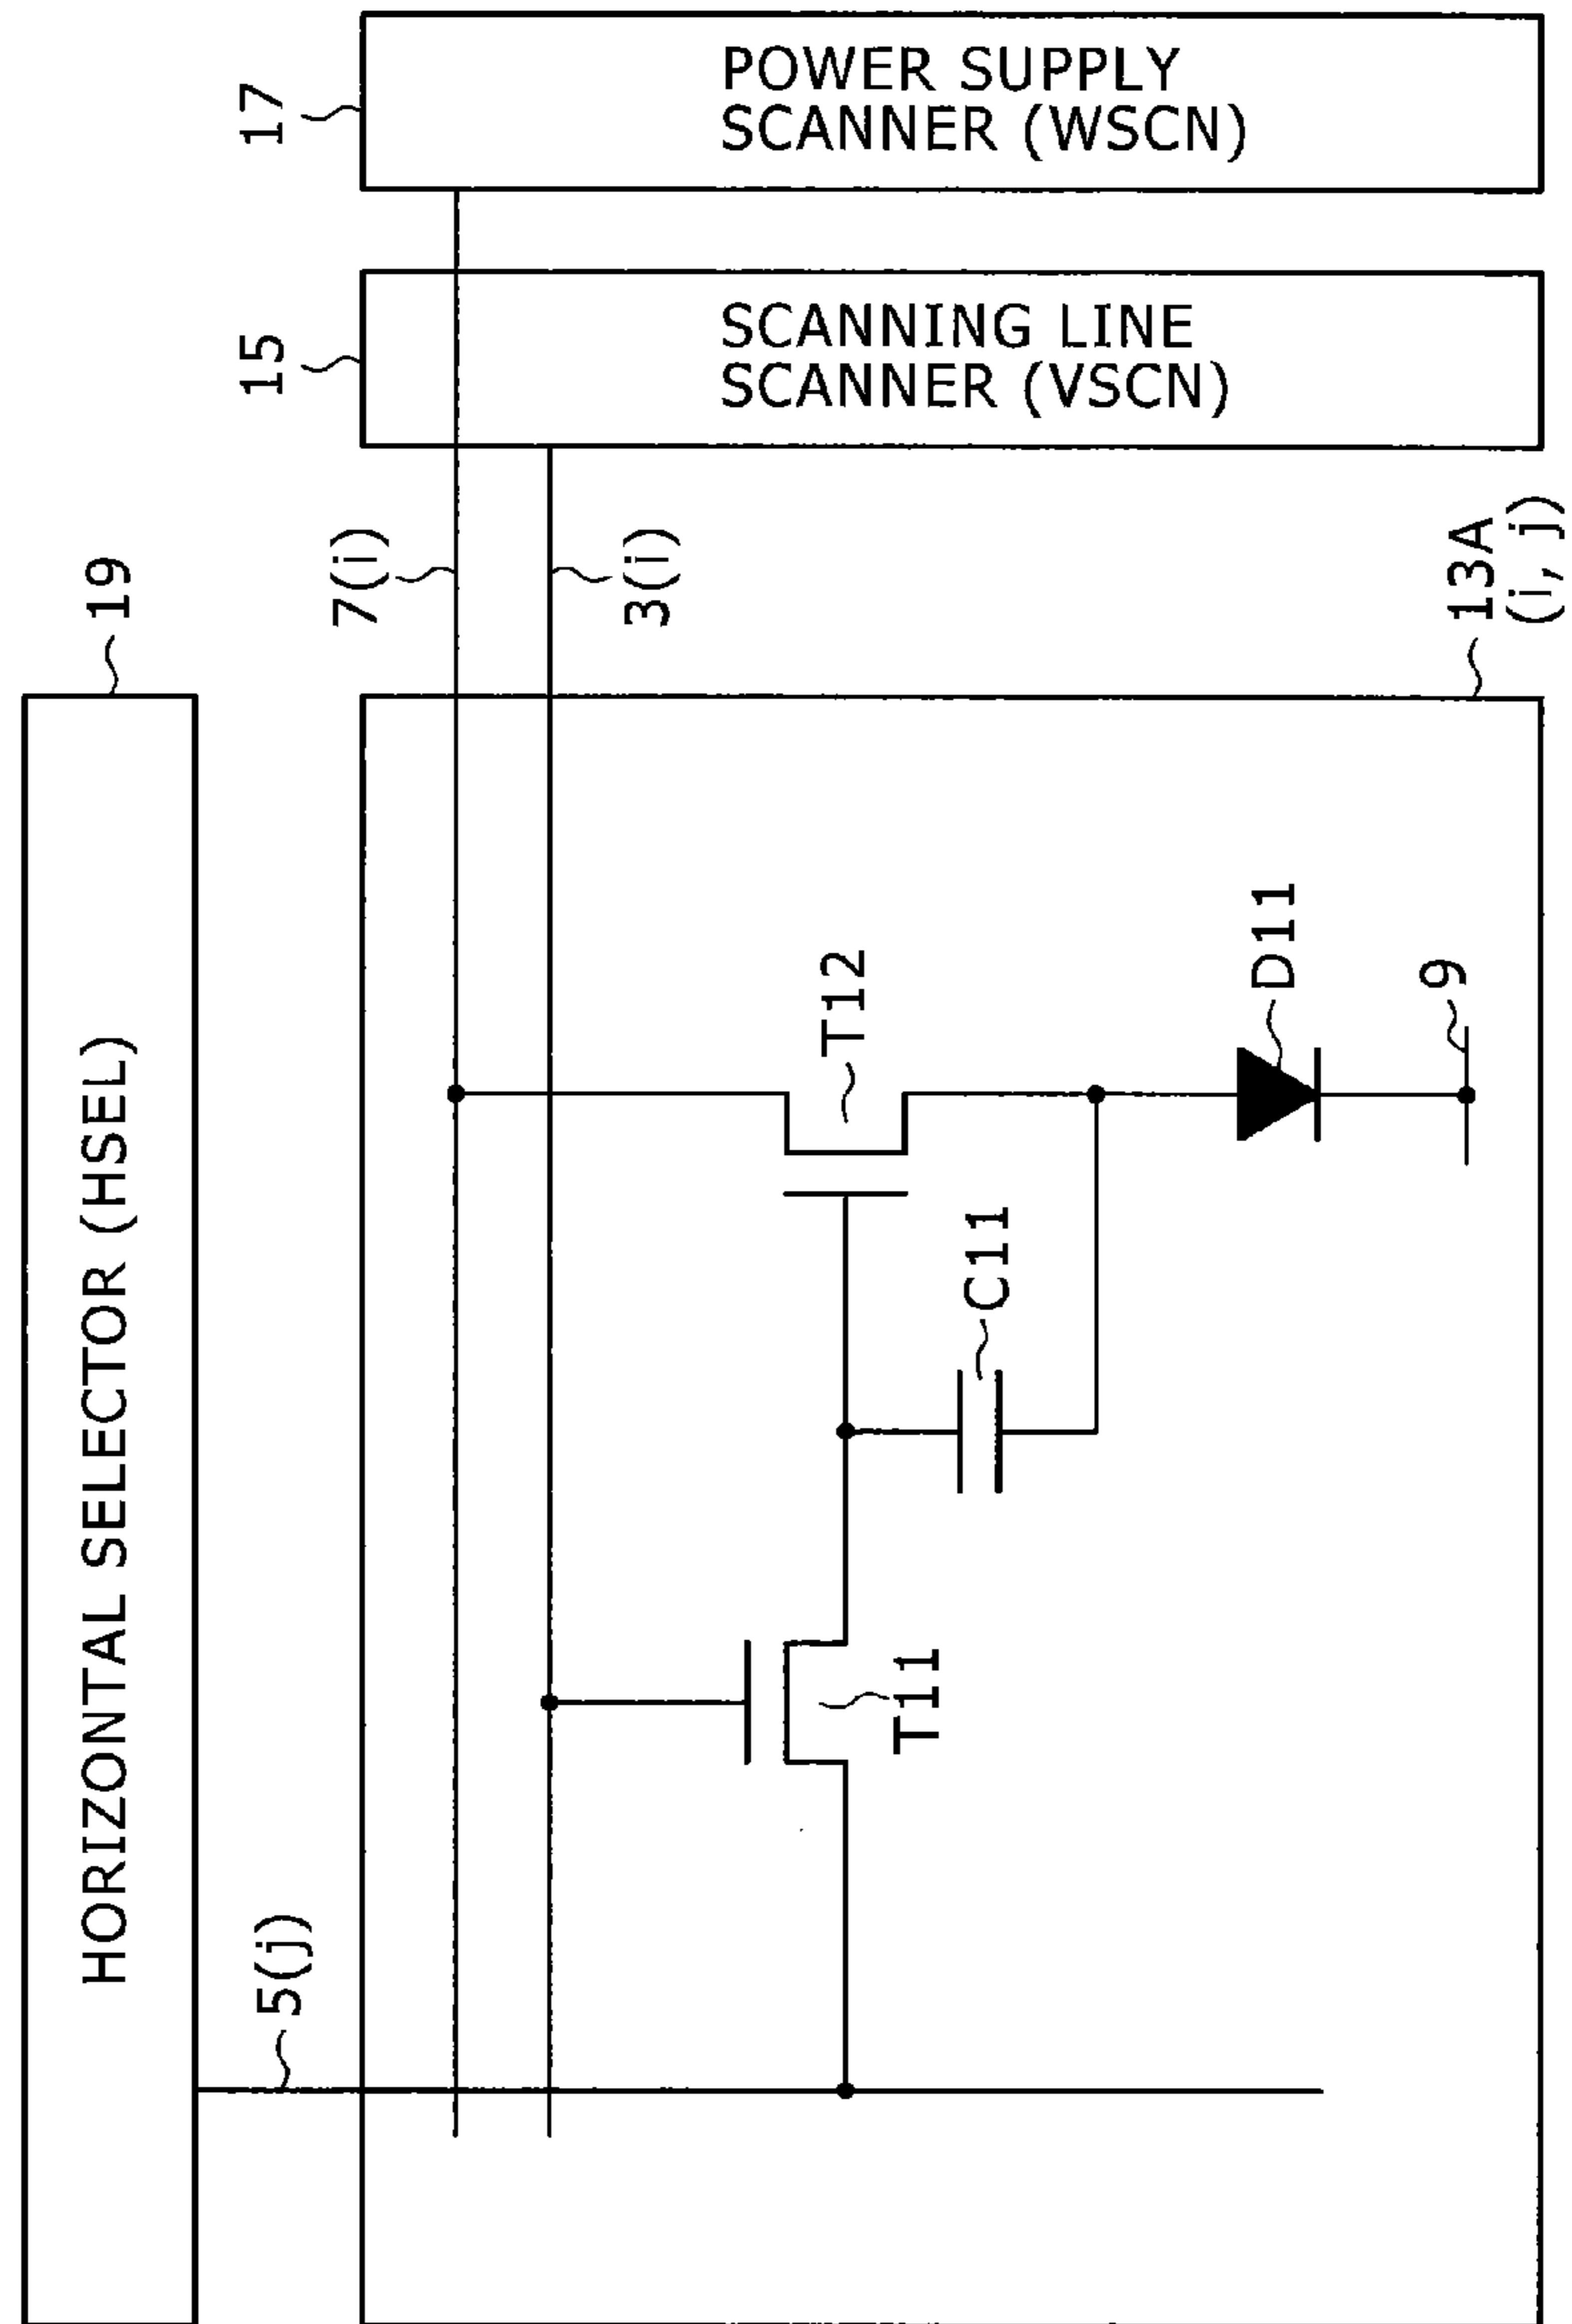 17
POWER SUPPLY
SCANNER (WSCN)
15
SCANNING LINE
SCANNER (VSCN)
19
7(i)
3(i)
13A
(i, j)
HORIZONTAL SELECTOR (HSEL)
T12
D11
9
C11
T11
5(j)